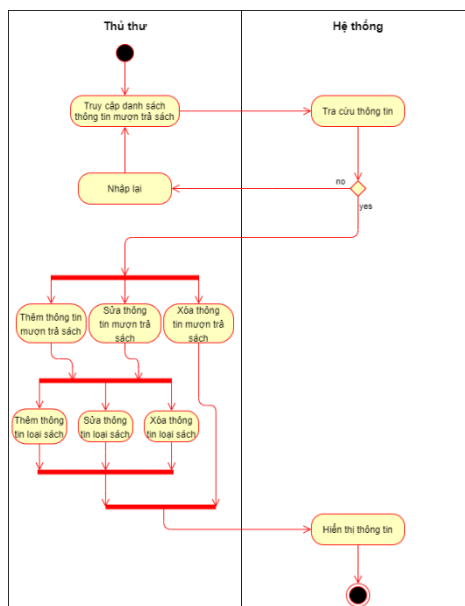 Thủ thư
Hệ thống
Truy cập danh sách
thông tin mượn trả sách
Tra cứu thông tin
Nhập lại
no
yes
Thêm thông tin
mượn trả sách
Sửa thông
tin mượn trả
sách
Xóa thông
tin mượn trả
sách
Thêm thông
tin loại sách
Sửa thông
tin loại sách
Xóa thông
tin loại sách
Hiển thị thông tin